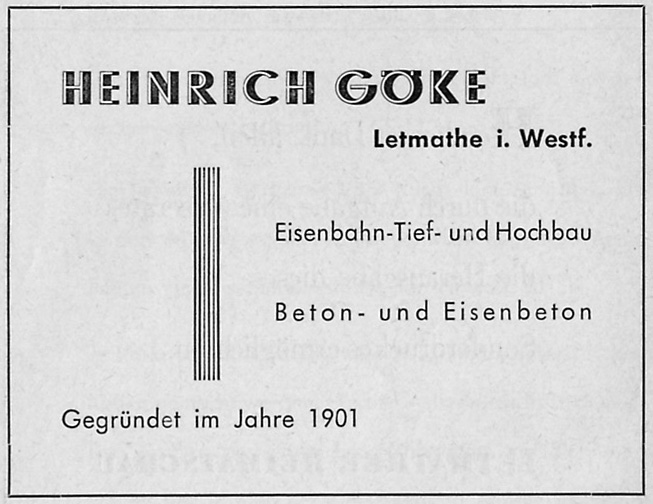 HEINRICH GÖKE
Letmathe i. Westf.
Eisenbahn-Tief- und Hochbau
Beton- und Eisenbeton
Gegründet im Jahre 1901